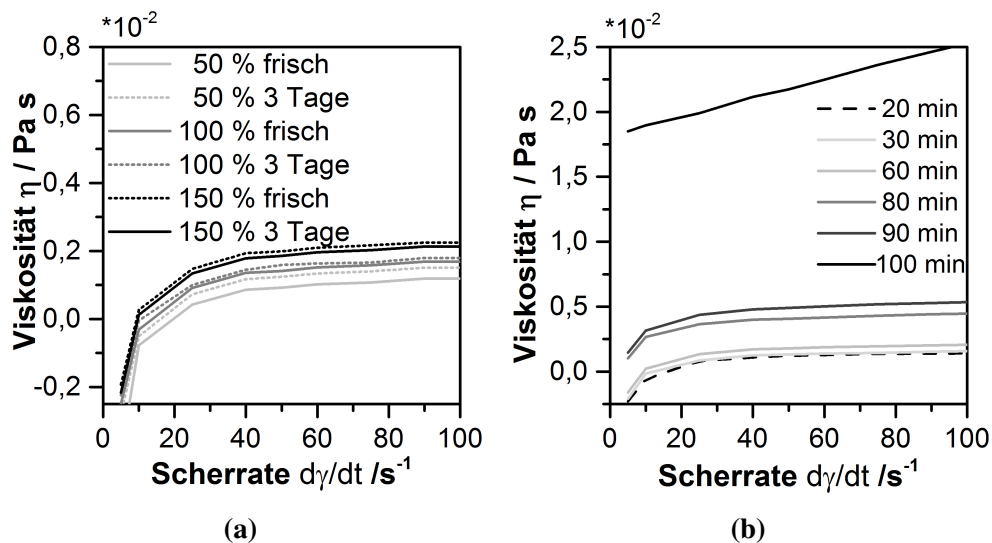 *10⁻²
0,8
0,6
0,4
0,2
0,0
-0,2
Viskosität η / Pa s
50 % frisch
50 % 3 Tage
100 % frisch
100 % 3 Tage
150 % frisch
150 % 3 Tage
0 20 40 60 80 100
Scherrate dγ/dt /s⁻¹
(a)
*10⁻²
2,5
2,0
1,5
1,0
0,5
0,0
Viskosität η / Pa s
20 min
30 min
60 min
80 min
90 min
100 min
0 20 40 60 80 100
Scherrate dγ/dt /s⁻¹
(b)